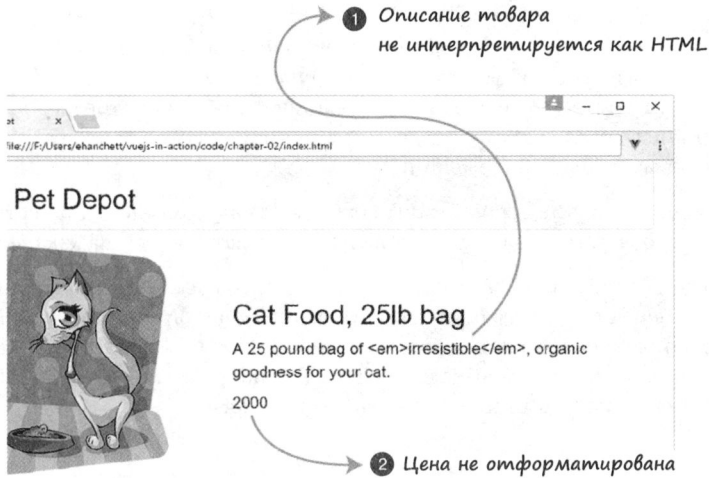 1 Описание товара
не интерпретируется как HTML
ot ×
file:///F:/Users/ehanchett/vuejs-in-action/code/chapter-02/index.html
Pet Depot
Cat Food, 25lb bag
A 25 pound bag of <em>irresistible</em>, organic
goodness for your cat.
2000
2 Цена не отформатирована